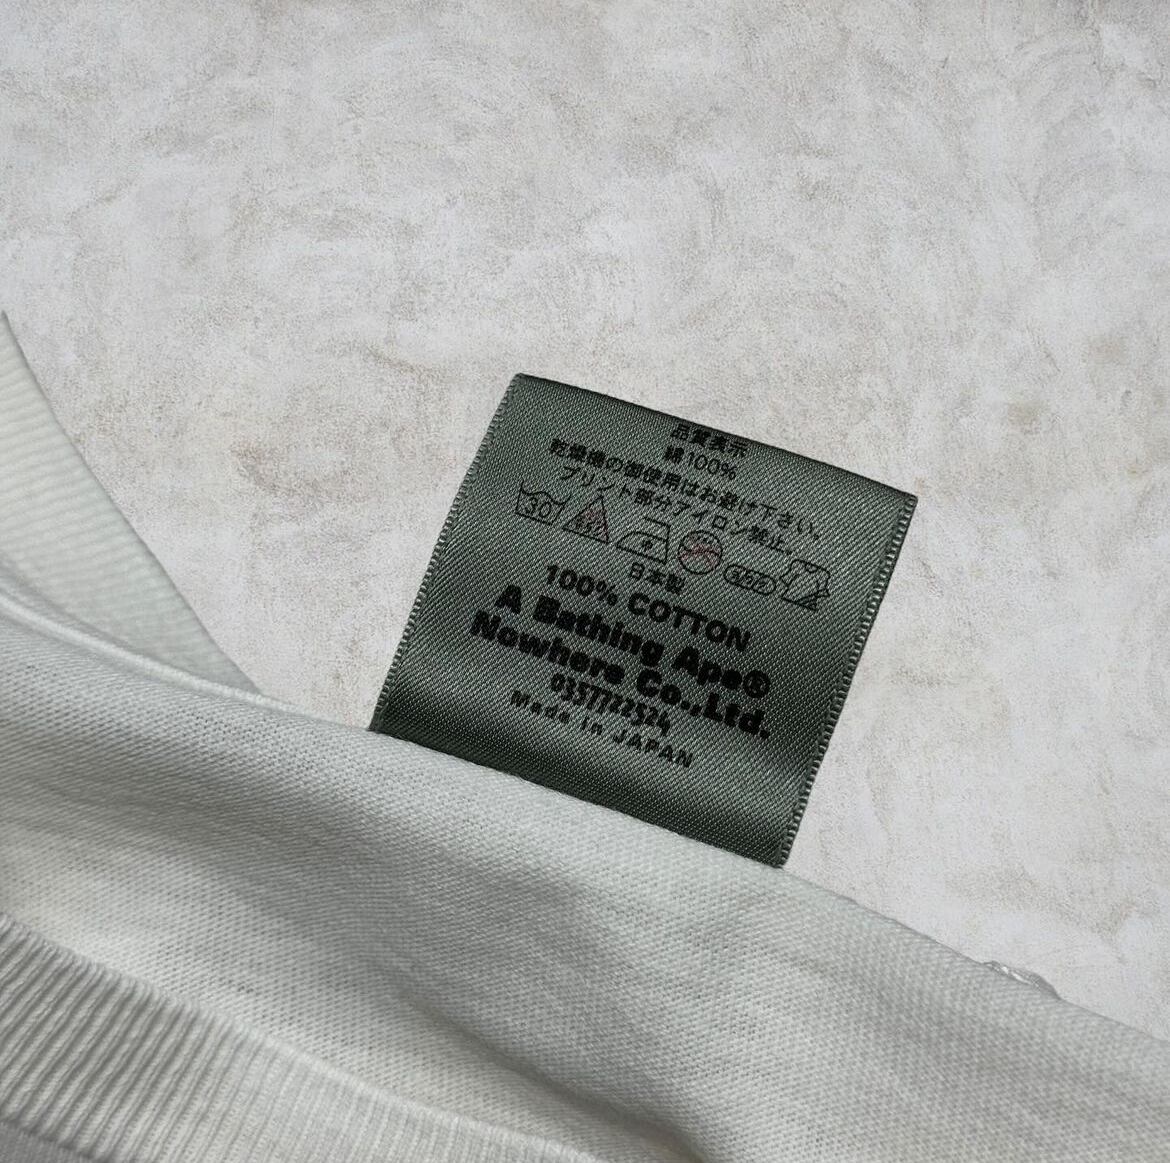 品質表示
綿100%
乾燥機の御使用はお避け下さい。
プリント部分アイロン禁止。
30
日本製
100% COTTON
A Bathing Ape®
Nowhere Co.,Ltd.
0357722524
Made in JAPAN